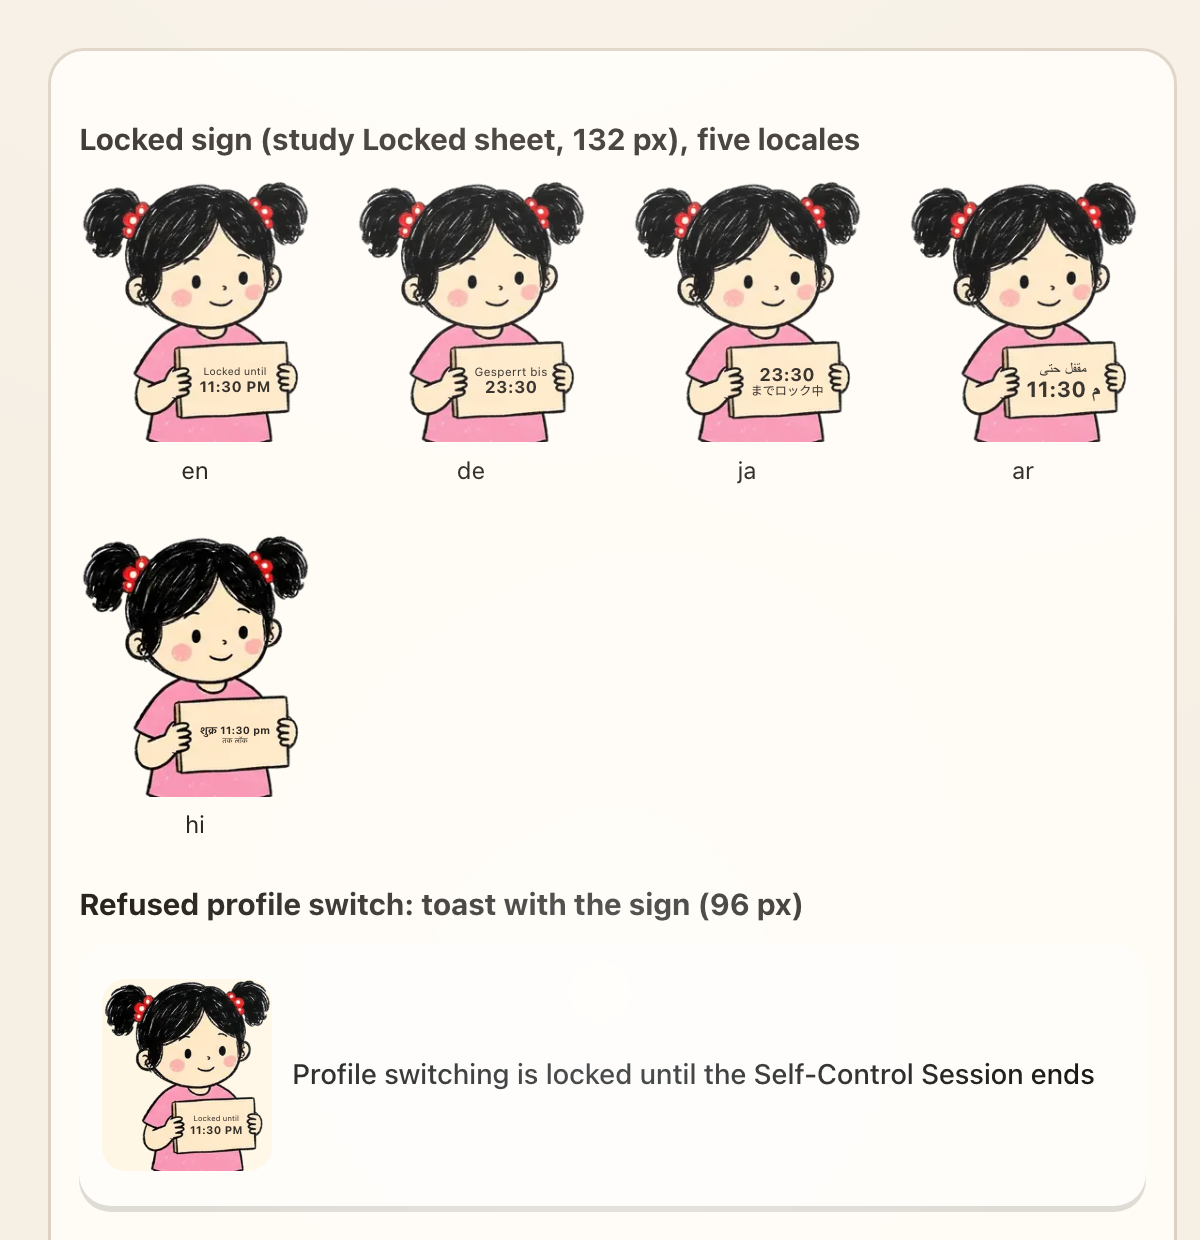 Locked sign (study Locked sheet, 132 px), five locales
Locked until
11:30 PM
en
Gesperrt bis
23:30
de
23:30
までロック中
ja
مقفل حتى
11:30 م
ar
शुक्र 11:30 pm
तक लॉक
hi
Refused profile switch: toast with the sign (96 px)
Locked until
11:30 PM
Profile switching is locked until the Self-Control Session ends